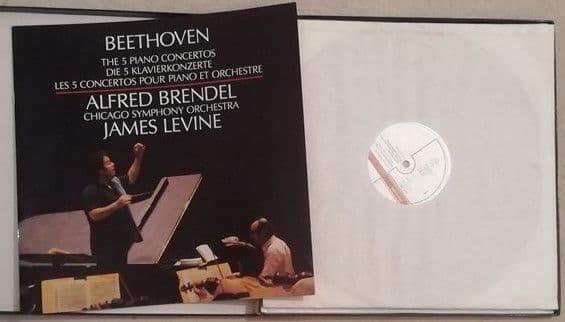 BEETHOVEN
THE 5 PIANO CONCERTOS
DIE 5 KLAVIERKONZERTE
LES 5 CONCERTOS POUR PIANO ET ORCHESTRE
ALFRED BRENDEL
CHICAGO SYMPHONY ORCHESTRA
JAMES LEVINE